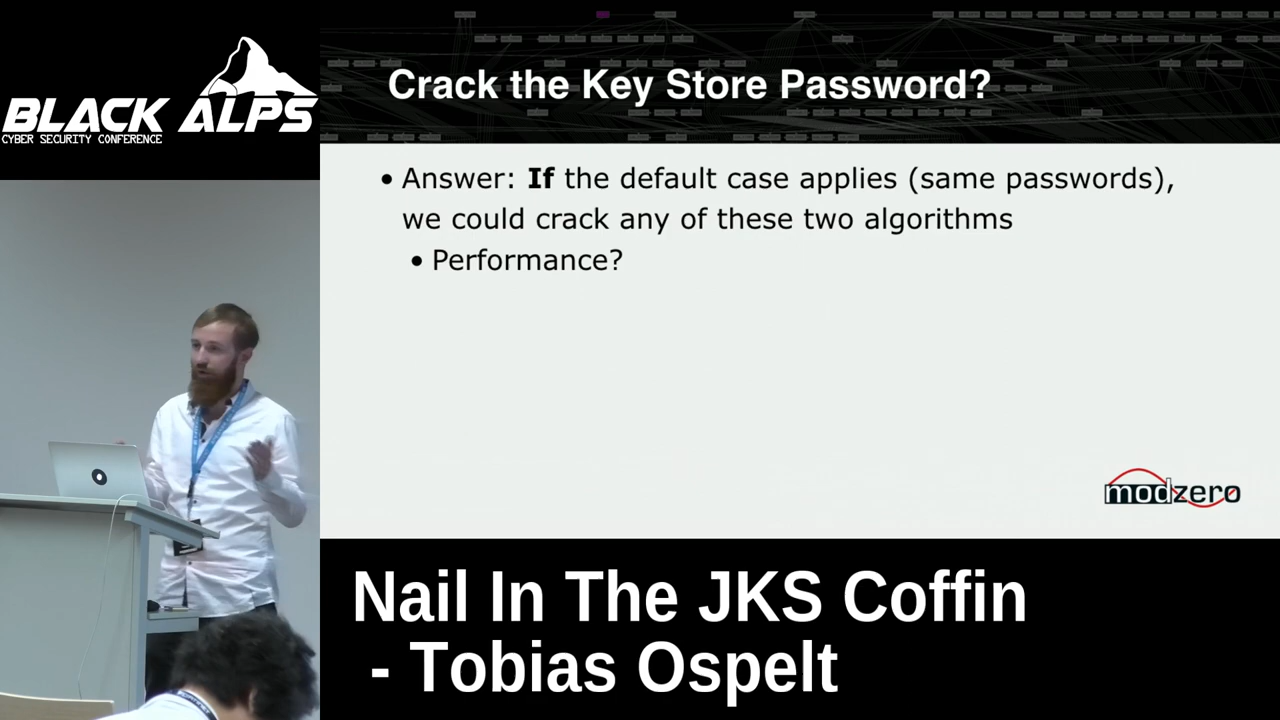 BLACK ALPS
CYBER SECURITY CONFERENCE
Crack the Key Store Password?
• Answer: If the default case applies (same passwords),
we could crack any of these two algorithms
• Performance?
modzero
Nail In The JKS Coffin
- Tobias Ospelt